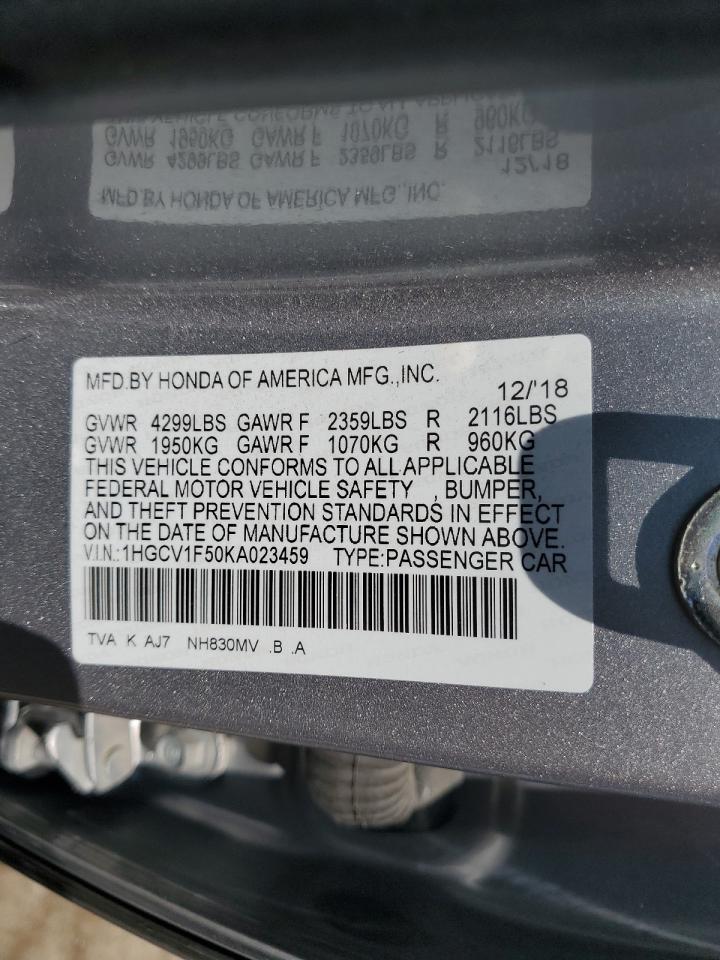 MFD.BY HONDA OF AMERICA MFG.,INC.
12/'18
GVWR 4299LBS GAWR F 2359LBS R 2116LBS
GVWR 1950KG GAWR F 1070KG R 960KG
THIS VEHICLE CONFORMS TO ALL APPLICABLE
FEDERAL MOTOR VEHICLE SAFETY , BUMPER,
AND THEFT PREVENTION STANDARDS IN EFFECT
ON THE DATE OF MANUFACTURE SHOWN ABOVE.
V.I.N.:1HGCV1F50KA023459 TYPE:PASSENGER CAR
TVA K AJ7 NH830MV .B .A